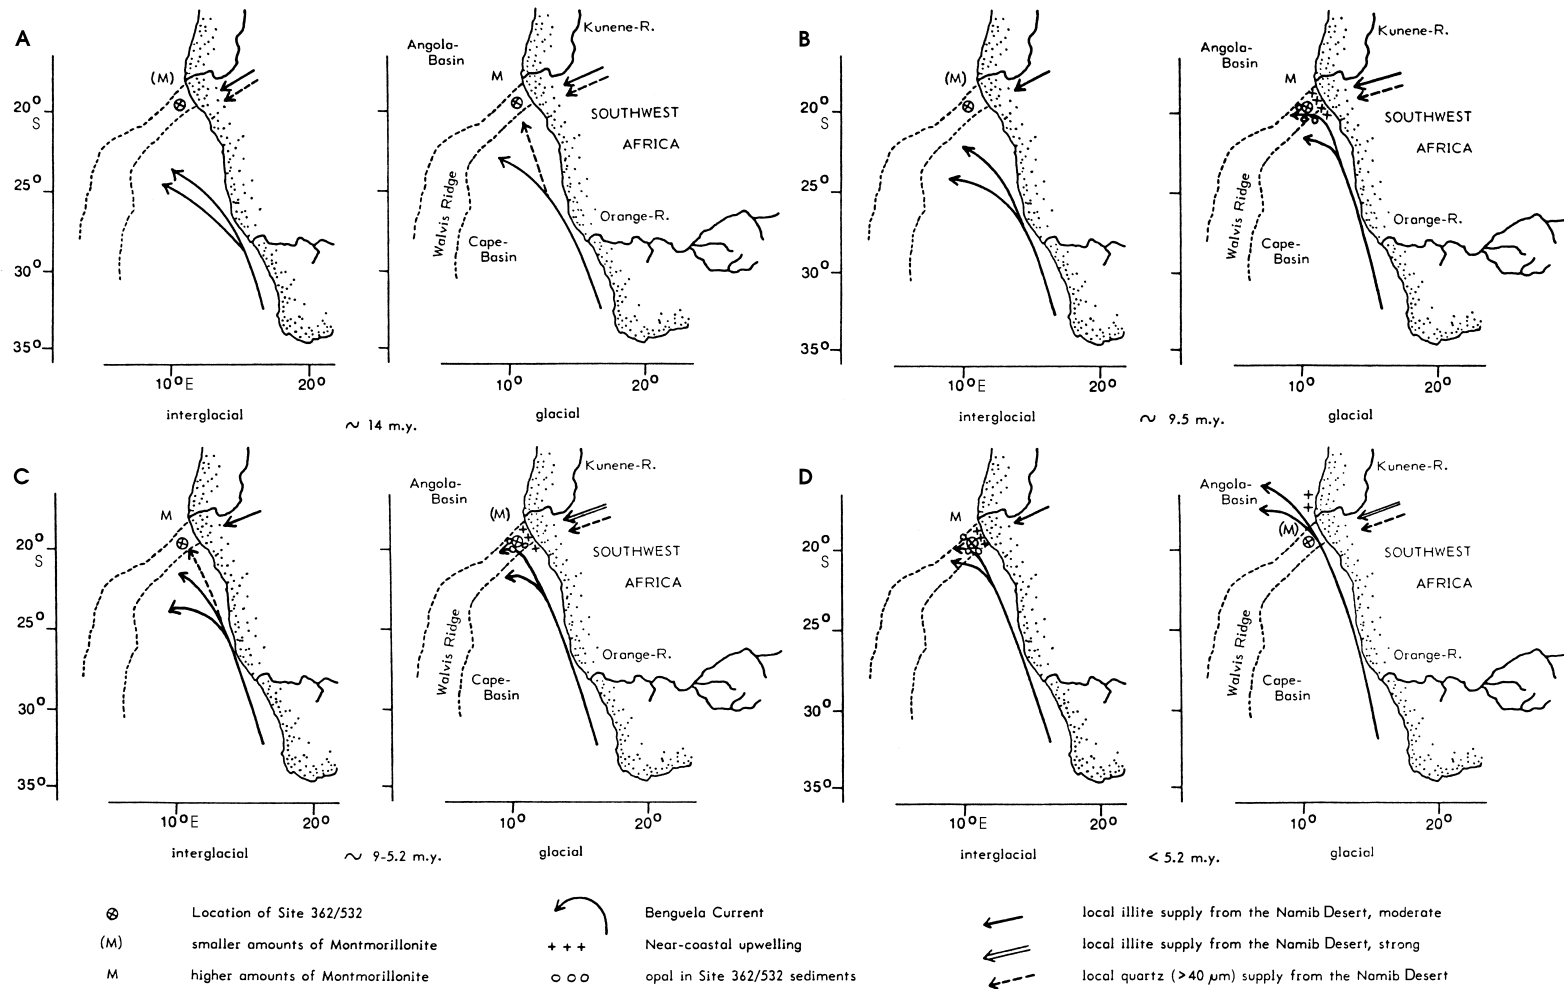 A
Kunene-R.
Angola-
Basin
(M)
M
20°
S
SOUTHWEST
AFRICA
25°
Walvis Ridge
Orange-R.
Cape-
Basin
30°
35°
10°E
20°
10°
20°
interglacial
~ 14 m.y.
glacial
B
Kunene-R.
Angola-
Basin
(M)
M
20°
S
SOUTHWEST
AFRICA
25°
Walvis Ridge
Orange-R.
Cape-
Basin
30°
35°
10°E
20°
10°
20°
interglacial
~ 9.5 m.y.
glacial
C
Kunene-R.
Angola-
Basin
M
(M)
20°
S
SOUTHWEST
AFRICA
25°
Walvis Ridge
Orange-R.
Cape-
Basin
30°
35°
10°E
20°
10°
20°
interglacial
~ 9-5.2 m.y.
glacial
D
Kunene-R.
Angola-
Basin
M
(M)
20°
S
SOUTHWEST
AFRICA
25°
Walvis Ridge
Orange-R.
Cape-
Basin
30°
35°
10°E
20°
10°
20°
interglacial
< 5.2 m.y.
glacial
Location of Site 362/532
(M) smaller amounts of Montmorillonite
M higher amounts of Montmorillonite
Benguela Current
+ + + Near-coastal upwelling
o o o opal in Site 362/532 sediments
local illite supply from the Namib Desert, moderate
local illite supply from the Namib Desert, strong
local quartz (>40 µm) supply from the Namib Desert